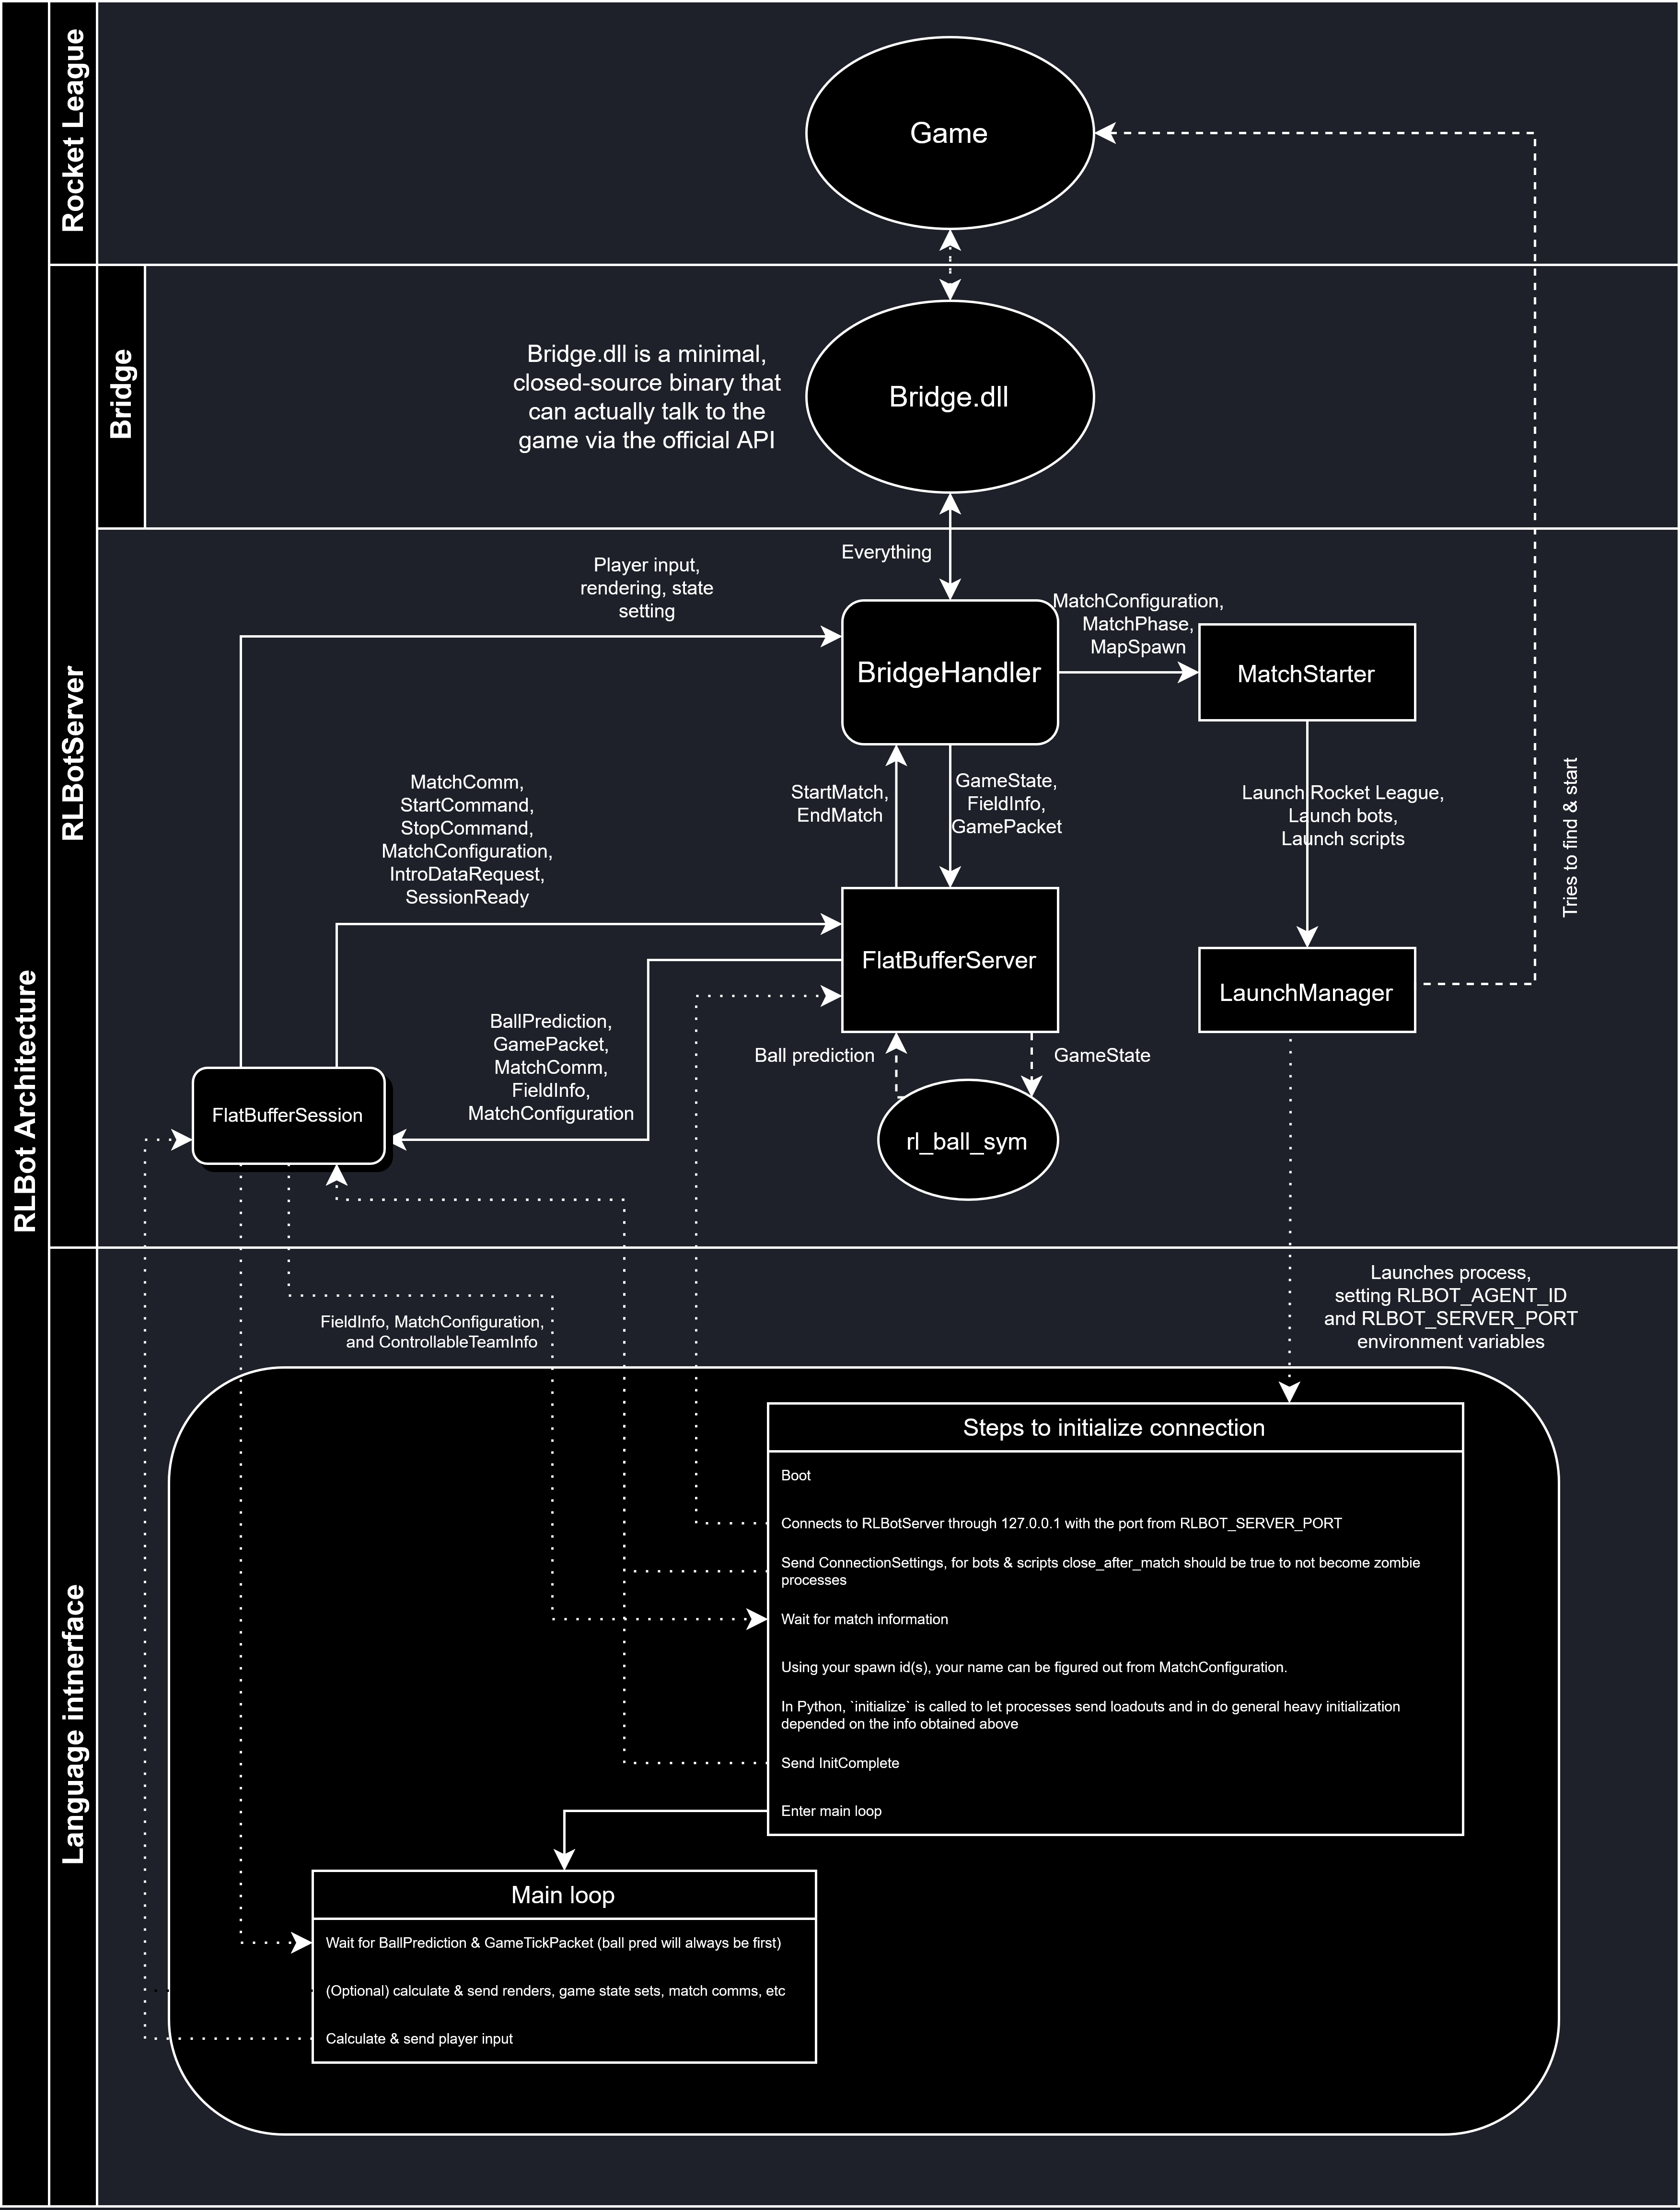 RLBot Architecture
Rocket League
Game
RLBotServer
Bridge
Bridge.dll is a minimal,
closed-source binary that
can actually talk to the
game via the official API
Bridge.dll
Everything
Player input,
rendering, state
setting
BridgeHandler
MatchConfiguration,
MatchPhase,
MapSpawn
MatchStarter
MatchComm,
StartCommand,
StopCommand,
MatchConfiguration,
IntroDataRequest,
SessionReady
StartMatch,
EndMatch
GameState,
FieldInfo,
GamePacket
Launch Rocket League,
Launch bots,
Launch scripts
Tries to find & start
FlatBufferServer
LaunchManager
BallPrediction,
GamePacket,
MatchComm,
FieldInfo,
MatchConfiguration
Ball prediction
GameState
FlatBufferSession
rl_ball_sym
Language intnerface
Launches process,
setting RLBOT_AGENT_ID
and RLBOT_SERVER_PORT
environment variables
FieldInfo, MatchConfiguration,
and ControllableTeamInfo
Steps to initialize connection
Boot
Connects to RLBotServer through 127.0.0.1 with the port from RLBOT_SERVER_PORT
Send ConnectionSettings, for bots & scripts close_after_match should be true to not become zombie
processes
Wait for match information
Using your spawn id(s), your name can be figured out from MatchConfiguration.
In Python, `initialize` is called to let processes send loadouts and in do general heavy initialization
depended on the info obtained above
Send InitComplete
Enter main loop
Main loop
Wait for BallPrediction & GameTickPacket (ball pred will always be first)
(Optional) calculate & send renders, game state sets, match comms, etc
Calculate & send player input